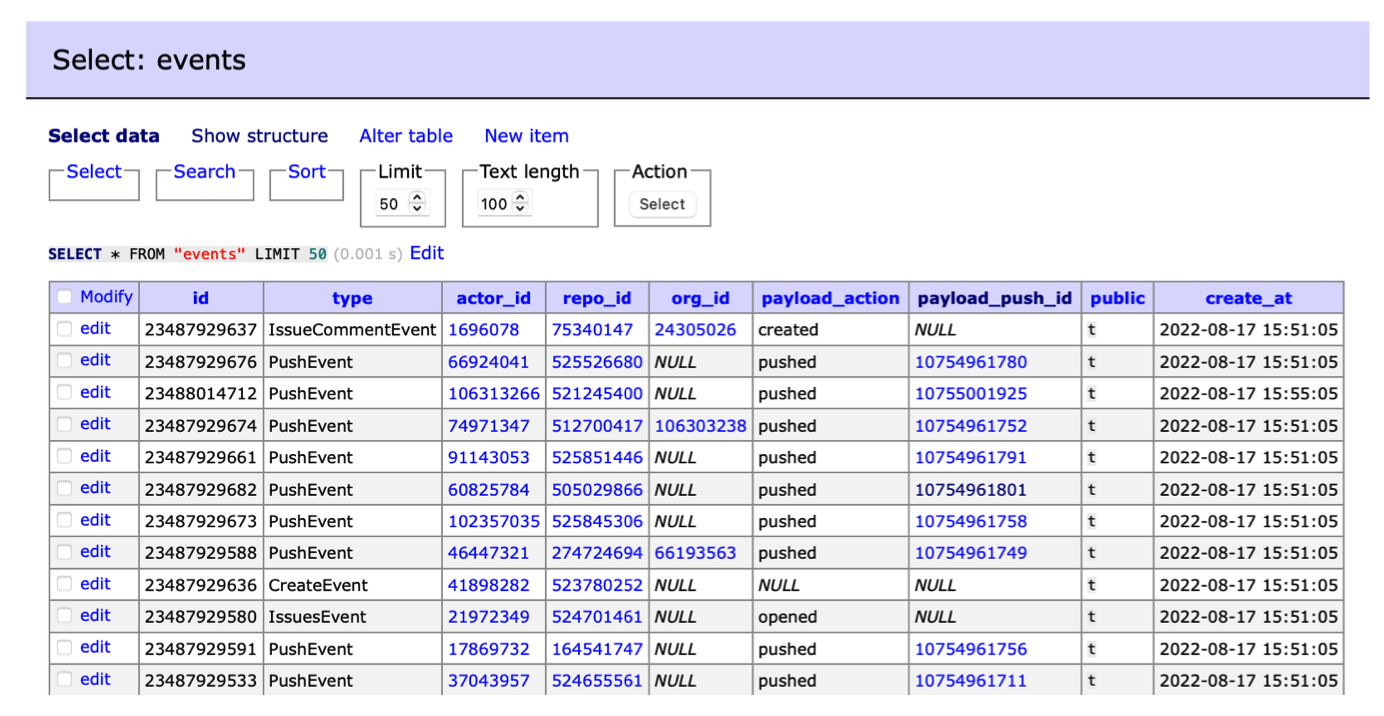 Select: events
Select data Show structure Alter table New item
Select Search Sort Limit Text length Action
50 100 Select
SELECT * FROM "events" LIMIT 50 (0.001 s) Edit
Modify id type actor_id repo_id org_id payload_action payload_push_id public create_at
edit 23487929637 IssueCommentEvent 1696078 75340147 24305026 created NULL t 2022-08-17 15:51:05
edit 23487929676 PushEvent 66924041 525526680 NULL pushed 10754961780 t 2022-08-17 15:51:05
edit 23488014712 PushEvent 106313266 521245400 NULL pushed 10755001925 t 2022-08-17 15:55:05
edit 23487929674 PushEvent 74971347 512700417 106303238 pushed 10754961752 t 2022-08-17 15:51:05
edit 23487929661 PushEvent 91143053 525851446 NULL pushed 10754961791 t 2022-08-17 15:51:05
edit 23487929682 PushEvent 60825784 505029866 NULL pushed 10754961801 t 2022-08-17 15:51:05
edit 23487929673 PushEvent 102357035 525845306 NULL pushed 10754961758 t 2022-08-17 15:51:05
edit 23487929588 PushEvent 46447321 274724694 66193563 pushed 10754961749 t 2022-08-17 15:51:05
edit 23487929636 CreateEvent 41898282 523780252 NULL NULL NULL t 2022-08-17 15:51:05
edit 23487929580 IssuesEvent 21972349 524701461 NULL opened NULL t 2022-08-17 15:51:05
edit 23487929591 PushEvent 17869732 164541747 NULL pushed 10754961756 t 2022-08-17 15:51:05
edit 23487929533 PushEvent 37043957 524655561 NULL pushed 10754961711 t 2022-08-17 15:51:05